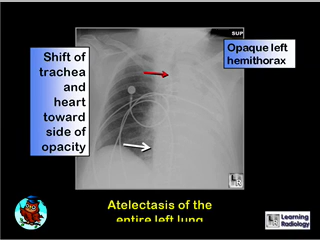 SUP
Shift of
trachea
and
heart
toward
side of
opacity
Opaque left
hemithorax
Atelectasis of the
entire left lung
Learning
Radiology